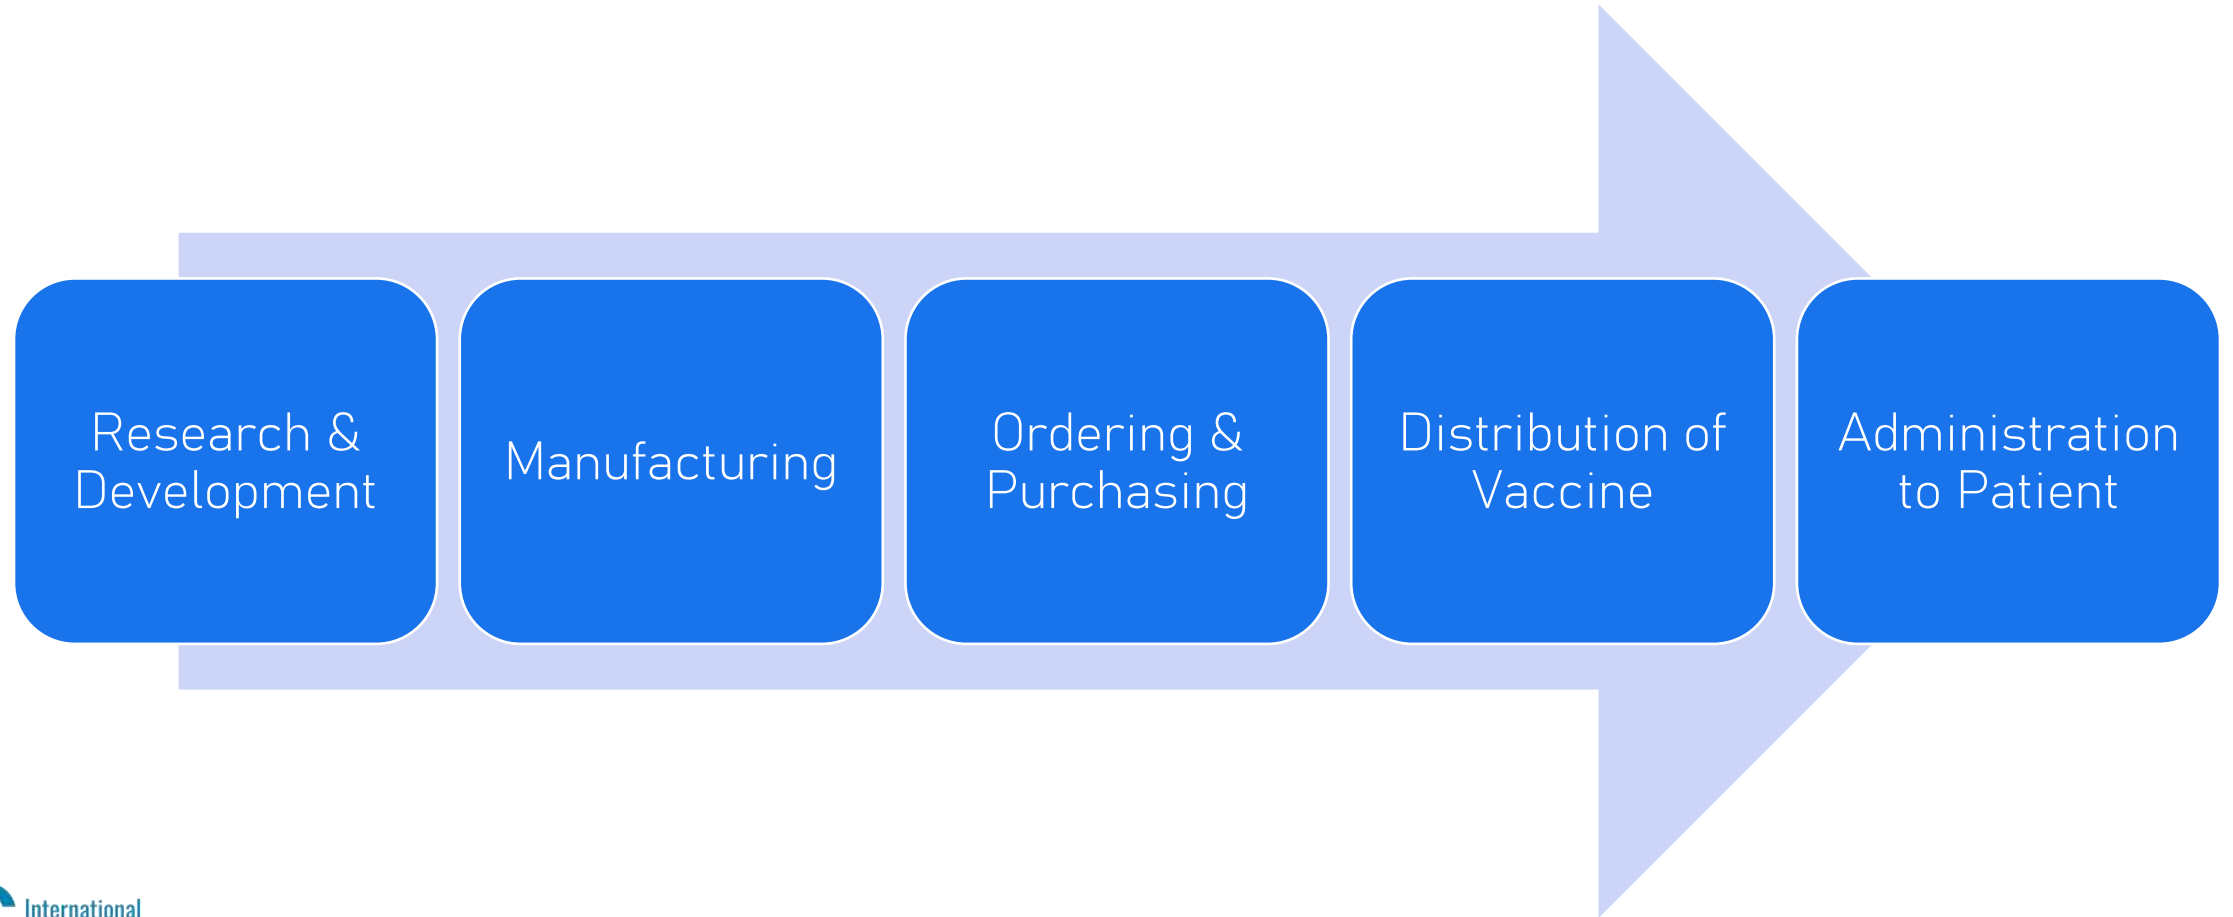 Research &
Development
Manufacturing
Ordering &
Purchasing
Distribution of
Vaccine
Administration
to Patient
International